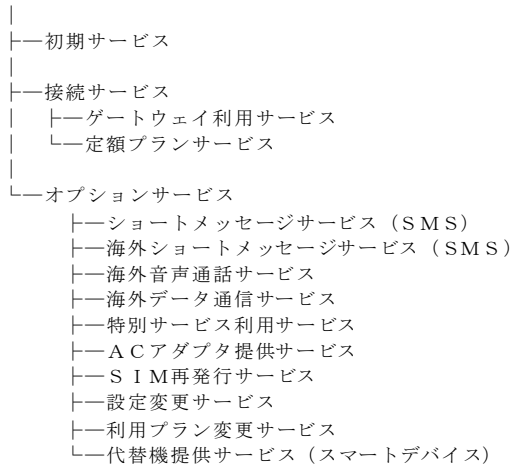 ｜
├―初期サービス
｜
├―接続サービス
｜　├―ゲートウェイ利用サービス
｜　└―定額プランサービス
｜
└―オプションサービス
　　├―ショートメッセージサービス（ＳＭＳ）
　　├―海外ショートメッセージサービス（ＳＭＳ）
　　├―海外音声通話サービス
　　├―海外データ通信サービス
　　├―特別サービス利用サービス
　　├―ＡＣアダプタ提供サービス
　　├―ＳＩＭ再発行サービス
　　├―設定変更サービス
　　├―利用プラン変更サービス
　　└―代替機提供サービス（スマートデバイス）